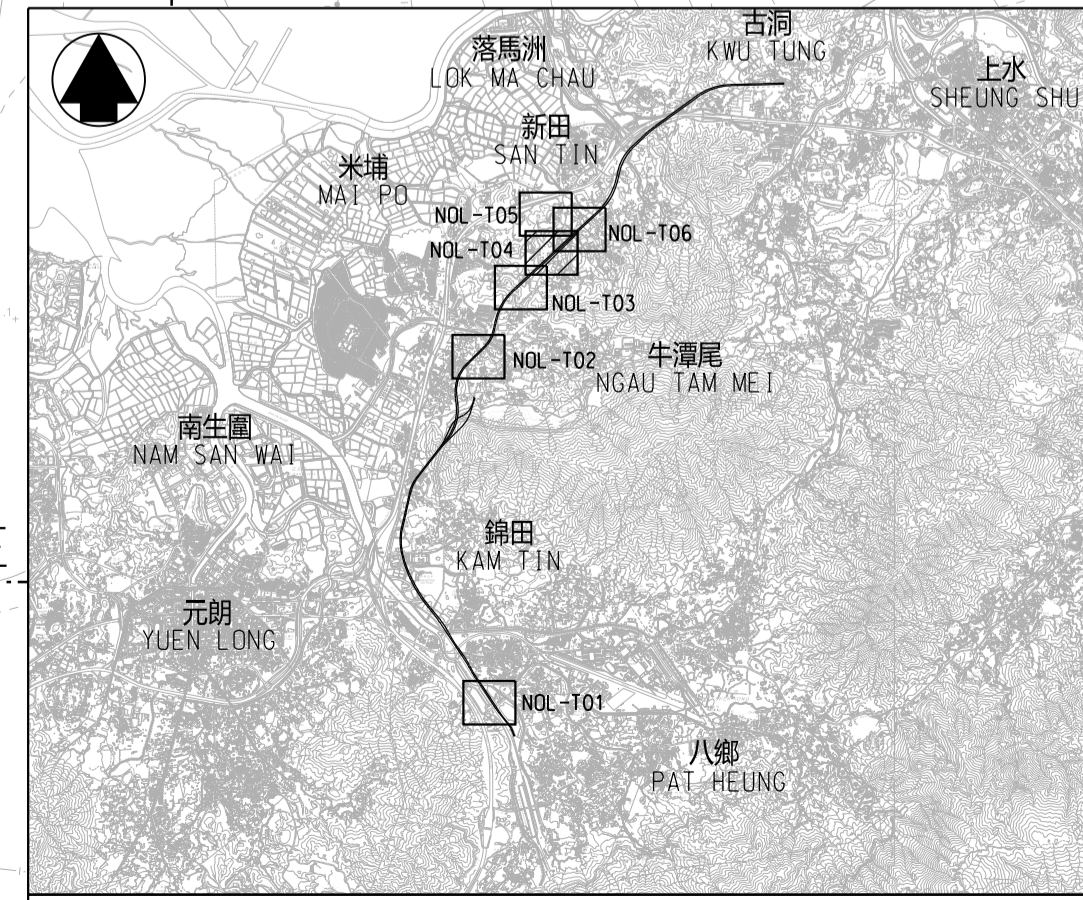 古洞
KWU TUNG
落馬洲
LOK MA CHAU
上水
SHEUNG SHU
新田
SAN TIN
米埔
MAI PO
NOL-T05
NOL-T06
NOL-T04
NOL-T03
牛潭尾
NGAU TAM MEI
NOL-T02
南生圍
NAM SAN WAI
錦田
KAM TIN
元朗
YUEN LONG
NOL-T01
八鄉
PAT HEUNG